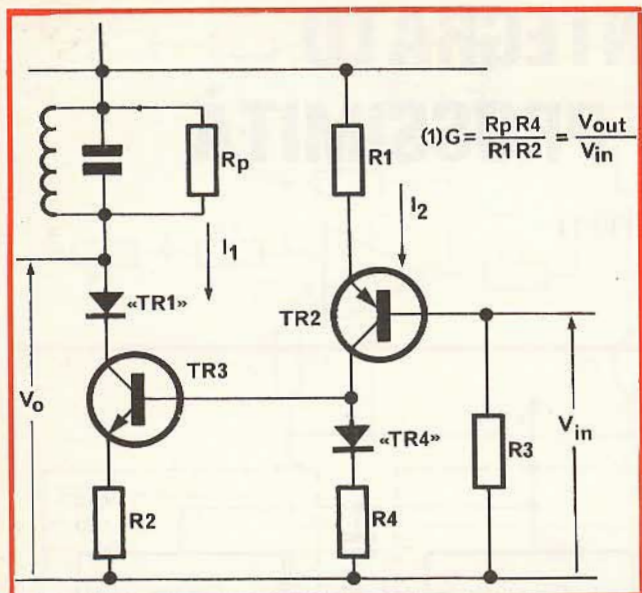 (1) G = Rp R4 / R1 R2 = Vout / Vin
Rp
R1
I1
I2
«TR1»
TR2
TR3
Vo
«TR4»
Vin
R3
R2
R4